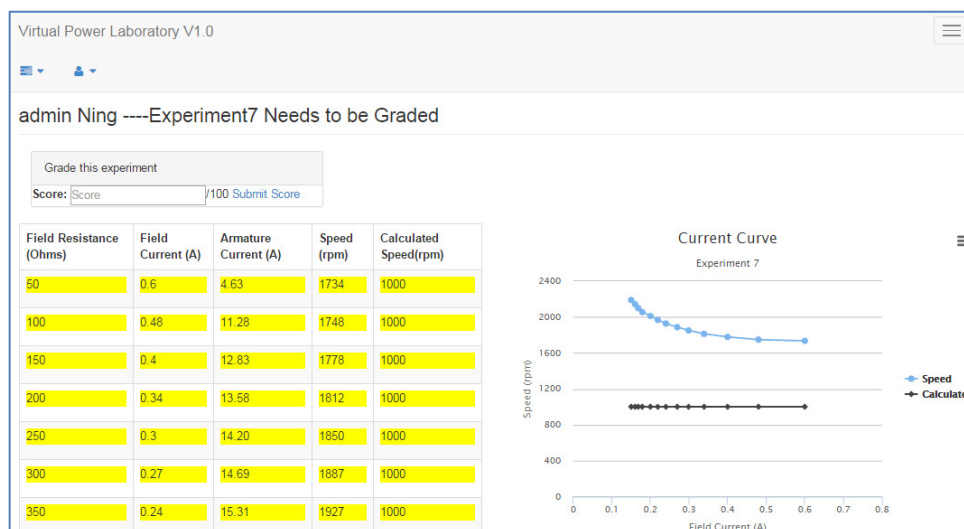 Virtual Power Laboratory V1.0
admin Ning ----Experiment7 Needs to be Graded
Grade this experiment
Score: Score /100 Submit Score
Field Resistance (Ohms) Field Current (A) Armature Current (A) Speed (rpm) Calculated Speed(rpm)
50 0.6 4.63 1734 1000
100 0.48 11.28 1748 1000
150 0.4 12.83 1778 1000
200 0.34 13.58 1812 1000
250 0.3 14.20 1850 1000
300 0.27 14.69 1887 1000
350 0.24 15.31 1927 1000
Current Curve
Experiment 7
Speed (rpm)
2400
2000
1600
1200
800
400
0
0 0.1 0.2 0.3 0.4 0.5 0.6 0.7 0.8
Field Current (A)
Speed
Calculate